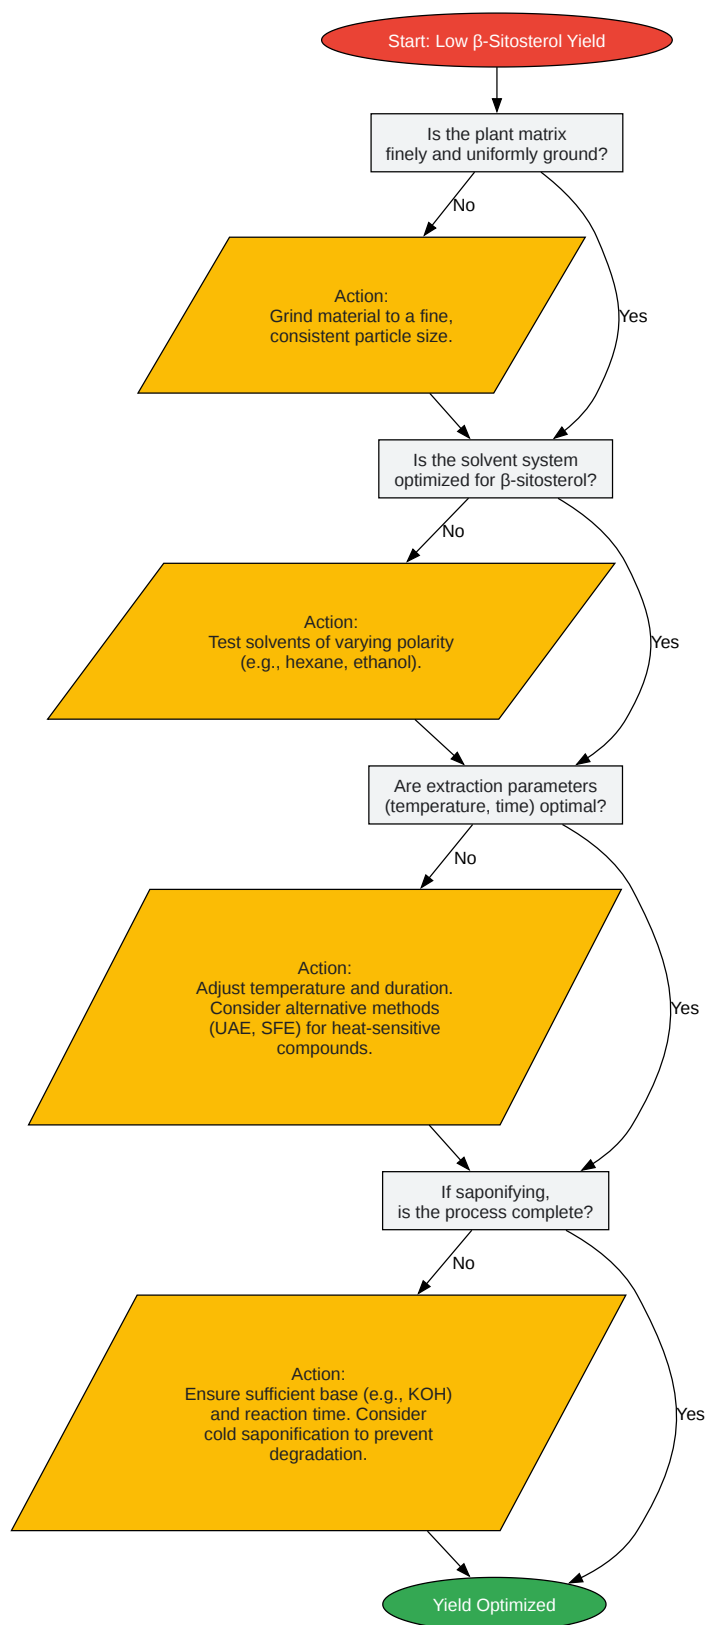 Start: Low β-Sitosterol Yield
Is the plant matrix
finely and uniformly ground?
No
Action:
Grind material to a fine,
consistent particle size.
Yes
Is the solvent system
optimized for β-sitosterol?
No
Action:
Test solvents of varying polarity
(e.g., hexane, ethanol).
Yes
Are extraction parameters
(temperature, time) optimal?
No
Action:
Adjust temperature and duration.
Consider alternative methods
(UAE, SFE) for heat-sensitive
compounds.
Yes
If saponifying,
is the process complete?
No
Action:
Ensure sufficient base (e.g., KOH)
and reaction time. Consider
cold saponification to prevent
degradation.
Yes
Yield Optimized